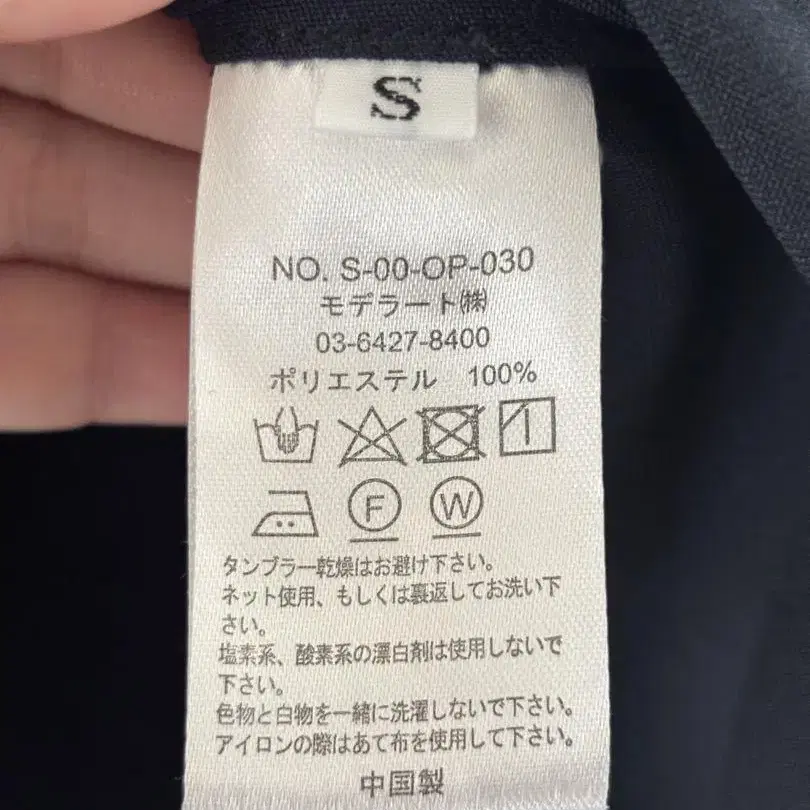 S
NO. S-00-OP-030
モデラート㈱
03-6427-8400
ポリエステル 100%
F W
タンブラー乾燥はお避け下さい。
ネット使用、もしくは裏返してお洗い下
さい。
塩素系、酸素系の漂白剤は使用しないで
下さい。
色物と白物を一緒に洗濯しないで下さい。
アイロンの際はあて布を使用して下さい。
中国製